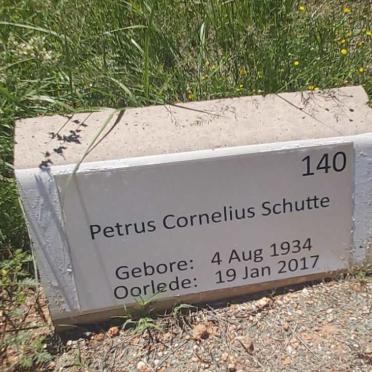 140
Petrus Cornelius Schutte
Gebore: 4 Aug 1934
Oorlede: 19 Jan 2017